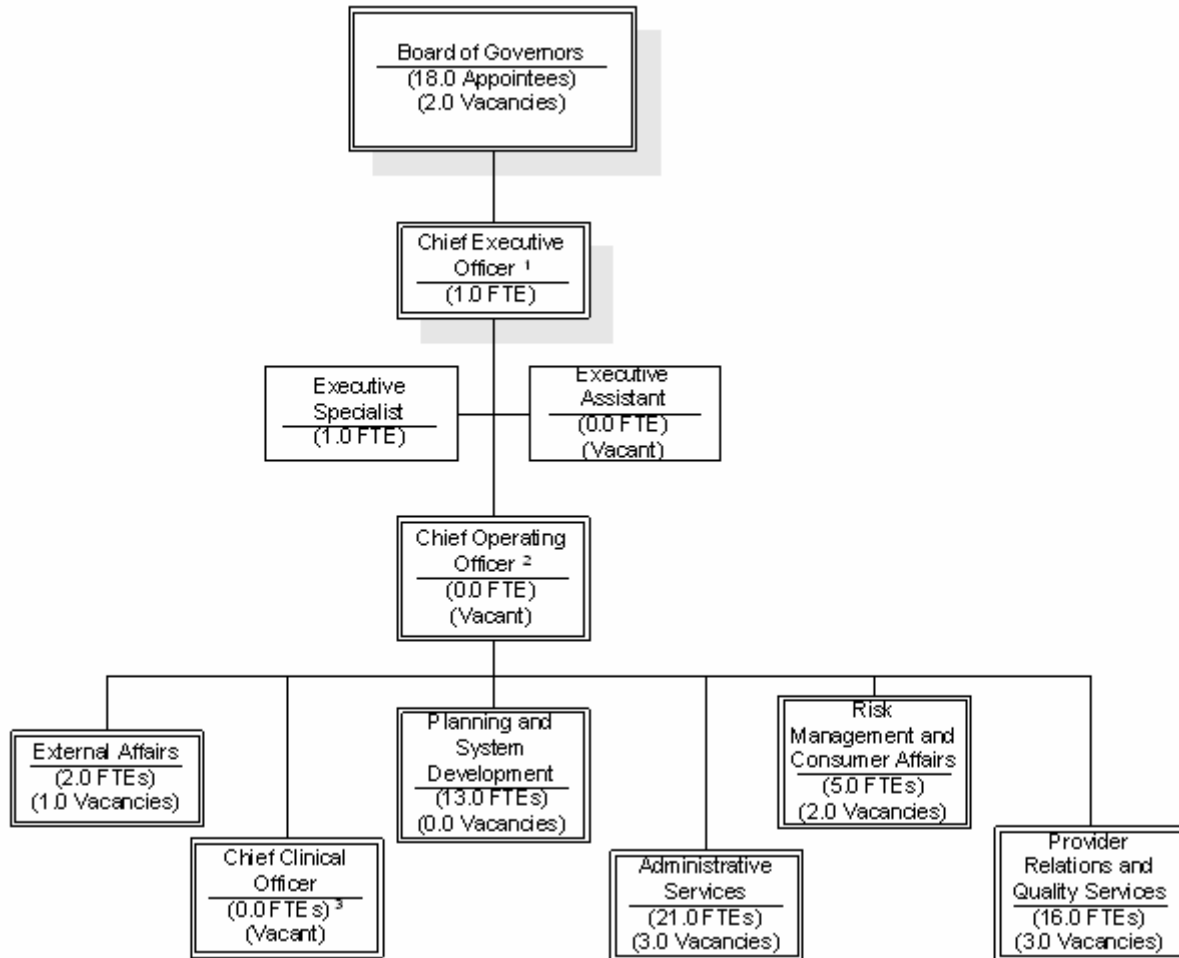 Board of Governors
(18.0 Appointees)
(2.0 Vacancies)
Chief Executive
Officer ¹
(1.0 FTE)
Executive
Specialist
(1.0 FTE)
Executive
Assistant
(0.0 FTE)
(Vacant)
Chief Operating
Officer ²
(0.0 FTE)
(Vacant)
External Affairs
(2.0 FTEs)
(1.0 Vacancies)
Chief Clinical
Officer
(0.0 FTEs) ³
(Vacant)
Planning and
System
Development
(13.0 FTEs)
(0.0 Vacancies)
Administrative
Services
(21.0 FTEs)
(3.0 Vacancies)
Risk
Management and
Consumer Affairs
(5.0 FTEs)
(2.0 Vacancies)
Provider
Relations and
Quality Services
(16.0 FTEs)
(3.0 Vacancies)